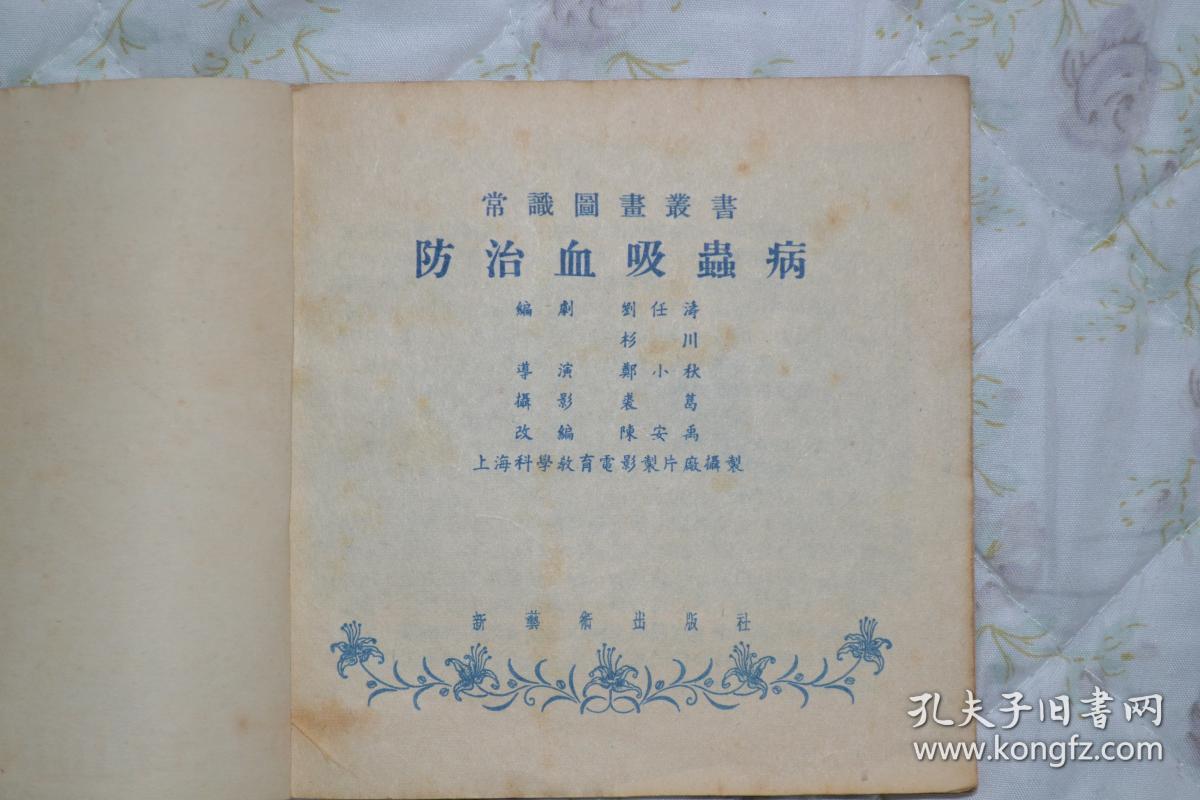 常識圖畫叢書
防治血吸蟲病
編劇 劉任濤
杉川
導演 鄭小秋
攝影 裘葛
改編 陳安禹
上海科學教育電影製片廠攝製
新藝術出版社
孔夫子旧书网
www.kongfz.com